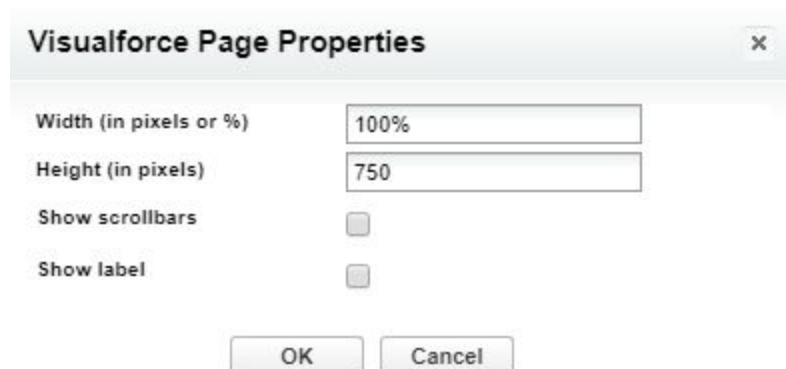 Visualforce Page Properties
Width (in pixels or %) 100%
Height (in pixels) 750
Show scrollbars
Show label
OK Cancel